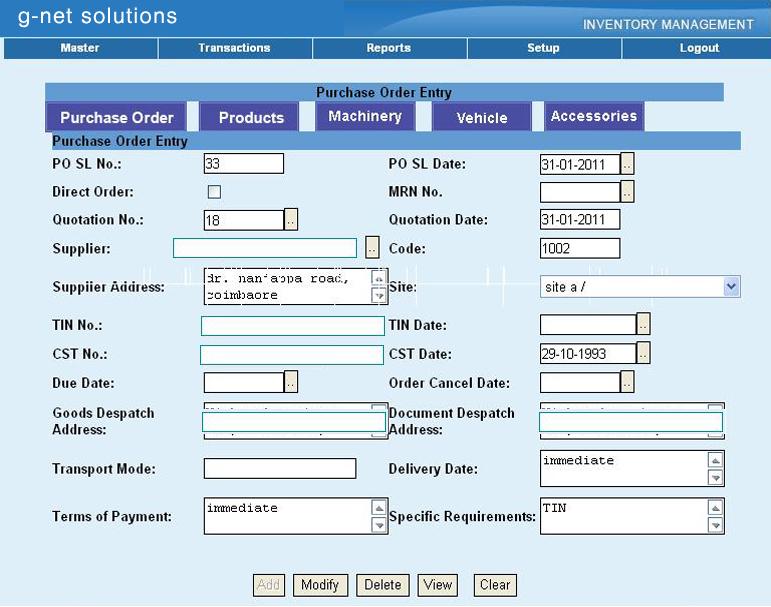 g-net solutions
INVENTORY MANAGEMENT
Master Transactions Reports Setup Logout
Purchase Order Entry
Purchase Order Products Machinery Vehicle Accessories
Purchase Order Entry
PO SL No.: 33 PO SL Date: 31-01-2011 ..
Direct Order: MRN No. ..
Quotation No.: 18 .. Quotation Date: 31-01-2011
Supplier: .. Code: 1002
Supplier Address: dr. nanjappa road, Site: site a /
coimbaore
TIN No.: TIN Date: ..
CST No.: CST Date: 29-10-1993 ..
Due Date: .. Order Cancel Date: ..
Goods Despatch Document Despatch
Address: Address:
Transport Mode: Delivery Date: immediate
Terms of Payment: immediate Specific Requirements: TIN
Add Modify Delete View Clear